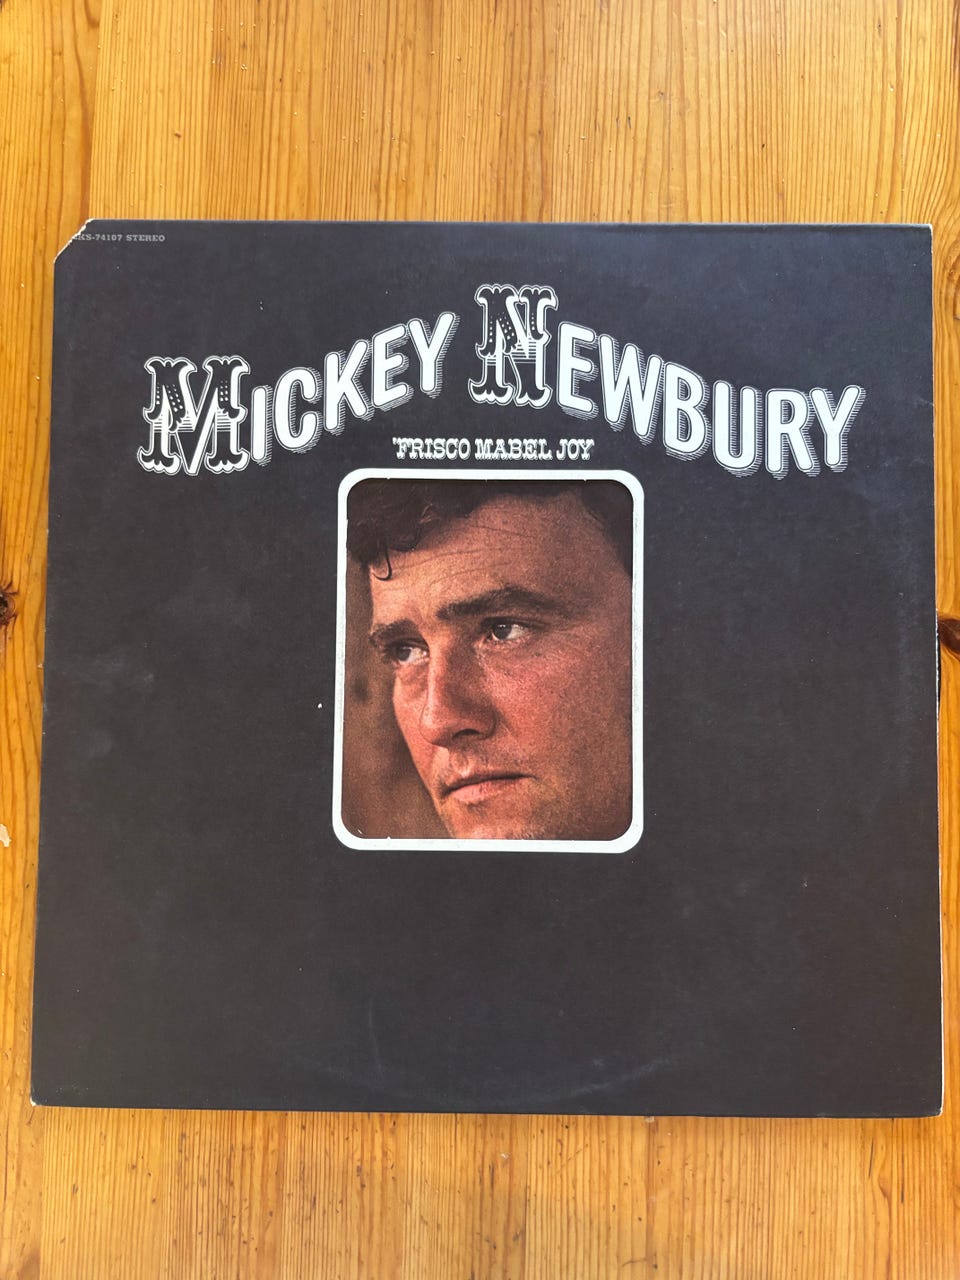 EKS-74107 STEREO
MICKEY NEWBURY
'FRISCO MABEL JOY